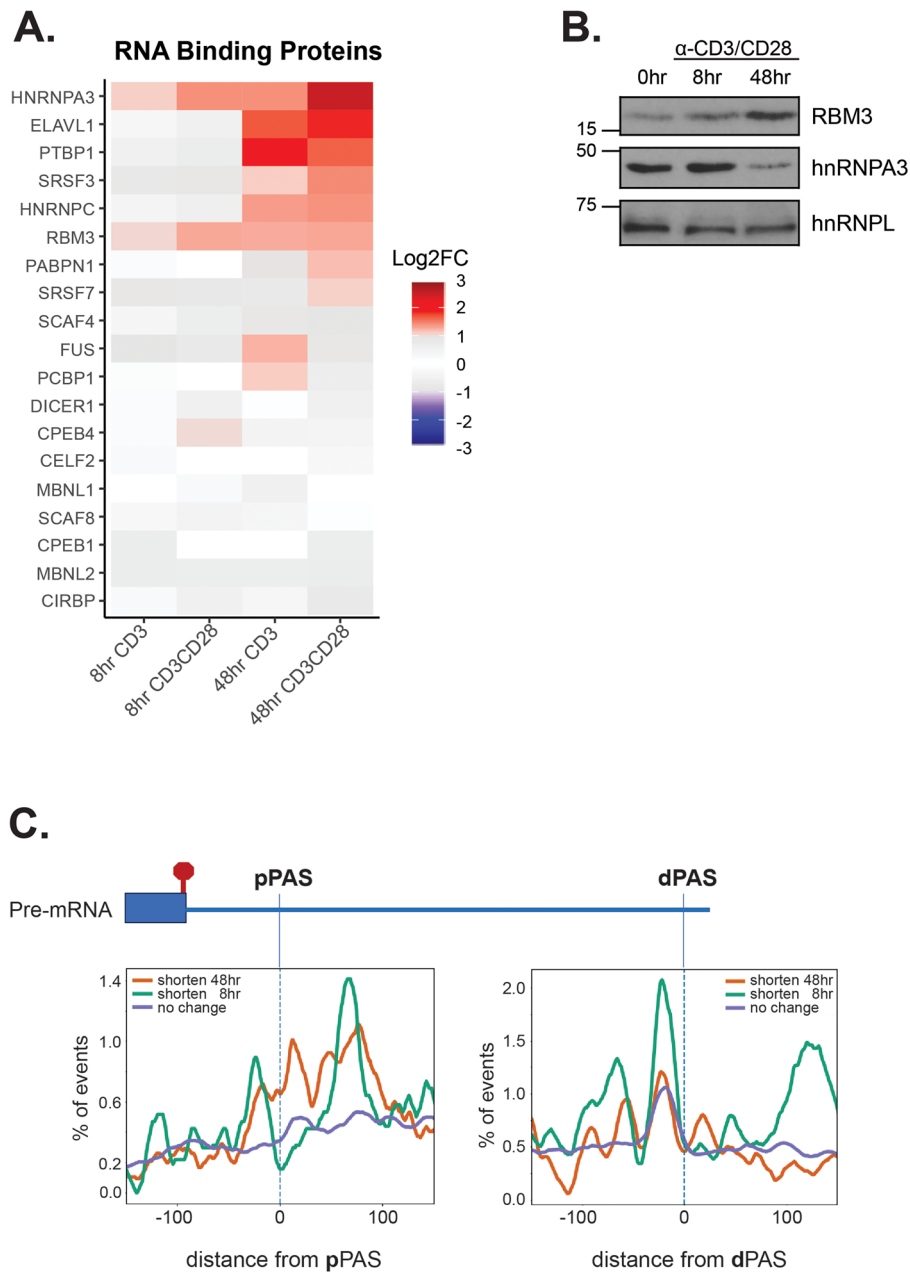 A.
RNA Binding Proteins
HNRNPA3
ELAVL1
PTBP1
SRSF3
HNRNPC
RBM3
PABPN1
SRSF7
SCAF4
FUS
PCBP1
DICER1
CPEB4
CELF2
MBNL1
SCAF8
CPEB1
MBNL2
CIRBP
8hr CD3
8hr CD3CD28
48hr CD3
48hr CD3CD28
Log2FC
3
2
1
0
-1
-2
-3
B.
α-CD3/CD28
0hr 8hr 48hr
15
RBM3
50
hnRNPA3
75
hnRNPL
C.
pPAS
dPAS
Pre-mRNA
% of events
1.4
1.0
0.6
0.2
0.0
shorten 48hr
shorten 8hr
no change
-100 0 100
distance from pPAS
% of events
2.0
1.5
1.0
0.5
0.0
shorten 48hr
shorten 8hr
no change
-100 0 100
distance from dPAS